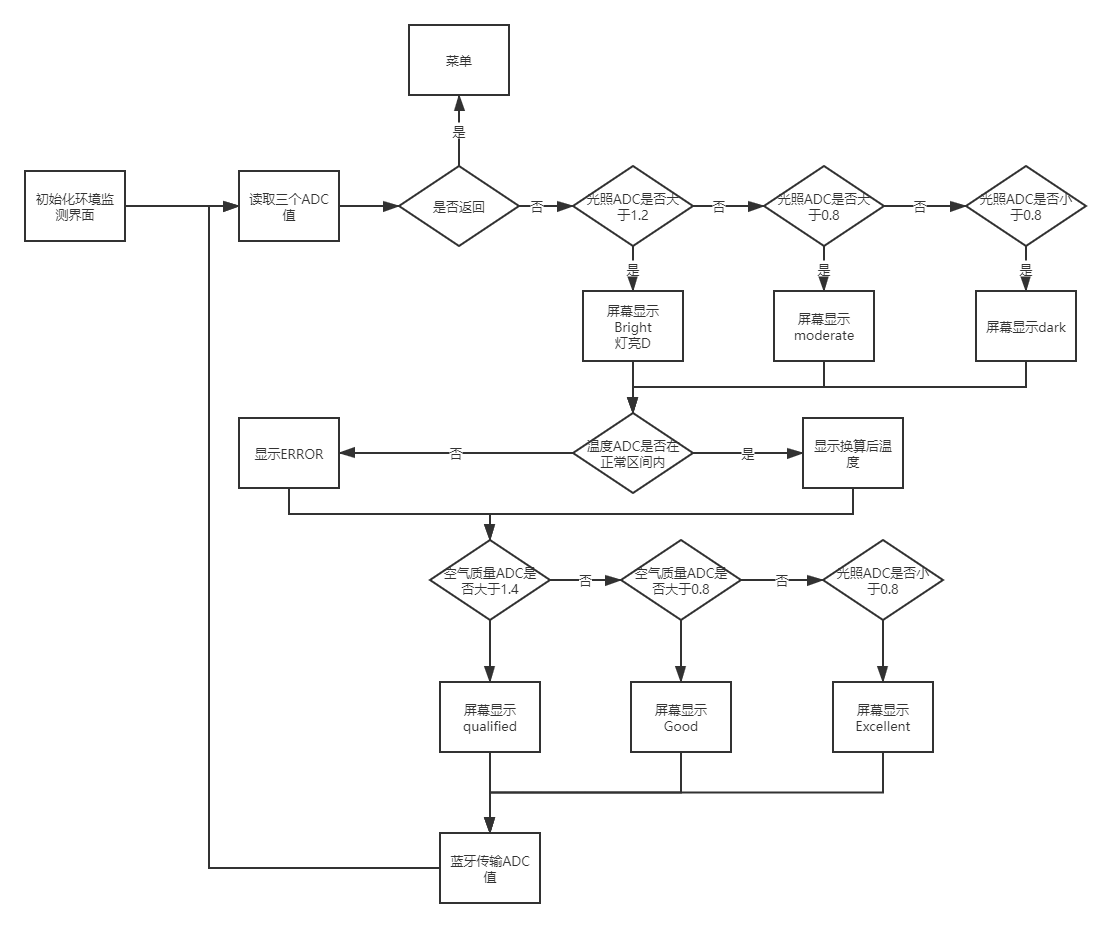 菜单
是
初始化环境监
测界面
读取三个ADC
值
是否返回
否
光照ADC是否大
于1.2
否
光照ADC是否大
于0.8
否
光照ADC是否小
于0.8
是
是
是
屏幕显示
Bright
灯亮D
屏幕显示
moderate
屏幕显示dark
显示ERROR
否
温度ADC是否在
正常区间内
是
显示换算后温
度
空气质量ADC是
否大于1.4
否
空气质量ADC是
否大于0.8
否
光照ADC是否小
于0.8
屏幕显示
qualified
屏幕显示
Good
屏幕显示
Excellent
蓝牙传输ADC
值